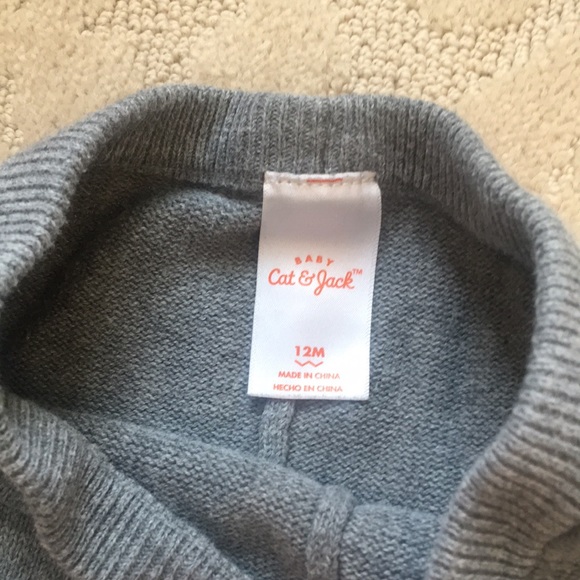 BABY
Cat & Jack™
12M
MADE IN CHINA
HECHO EN CHINA